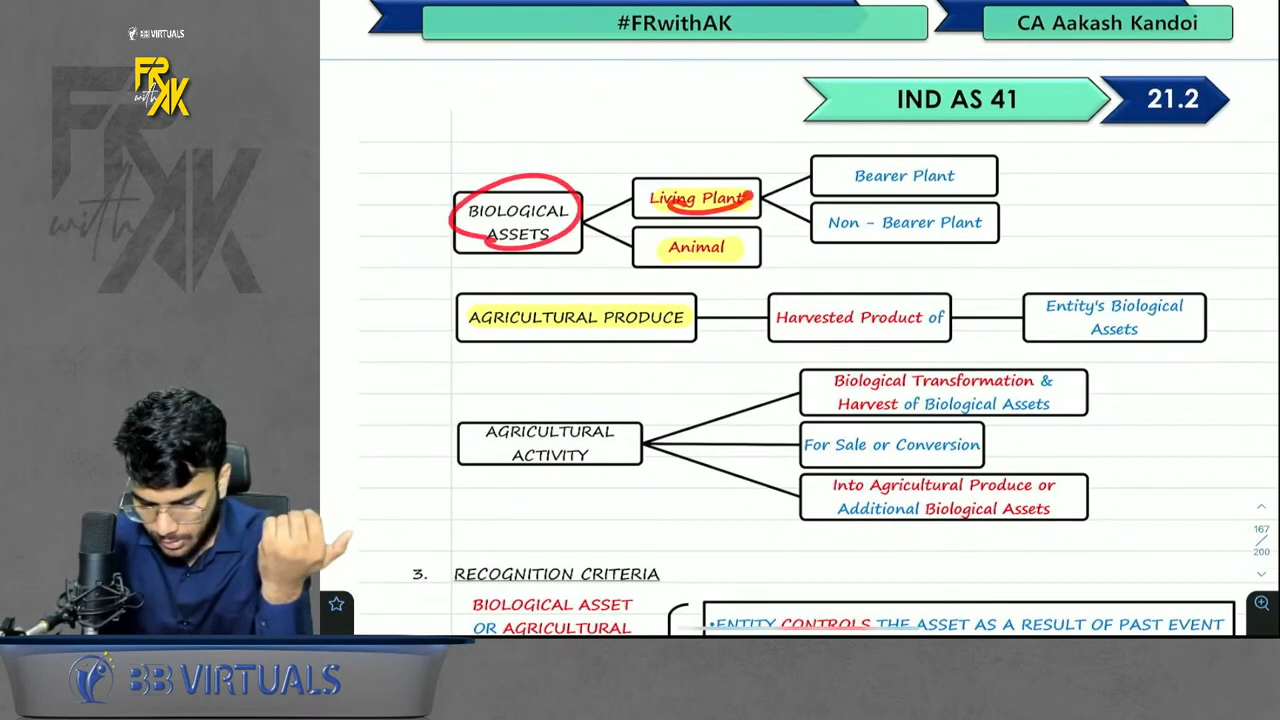 BB VIRTUALS
FR
with
AK
#FRwithAK
CA Aakash Kandoi
IND AS 41
21.2
BIOLOGICAL
ASSETS
Living Plant
Animal
Bearer Plant
Non - Bearer Plant
AGRICULTURAL PRODUCE
Harvested Product of
Entity's Biological
Assets
AGRICULTURAL
ACTIVITY
Biological Transformation &
Harvest of Biological Assets
For Sale or Conversion
Into Agricultural Produce or
Additional Biological Assets
167
/
200
3. RECOGNITION CRITERIA
BIOLOGICAL ASSET
OR AGRICULTURAL
•ENTITY CONTROLS THE ASSET AS A RESULT OF PAST EVENT
FR
with
AK
BB VIRTUALS